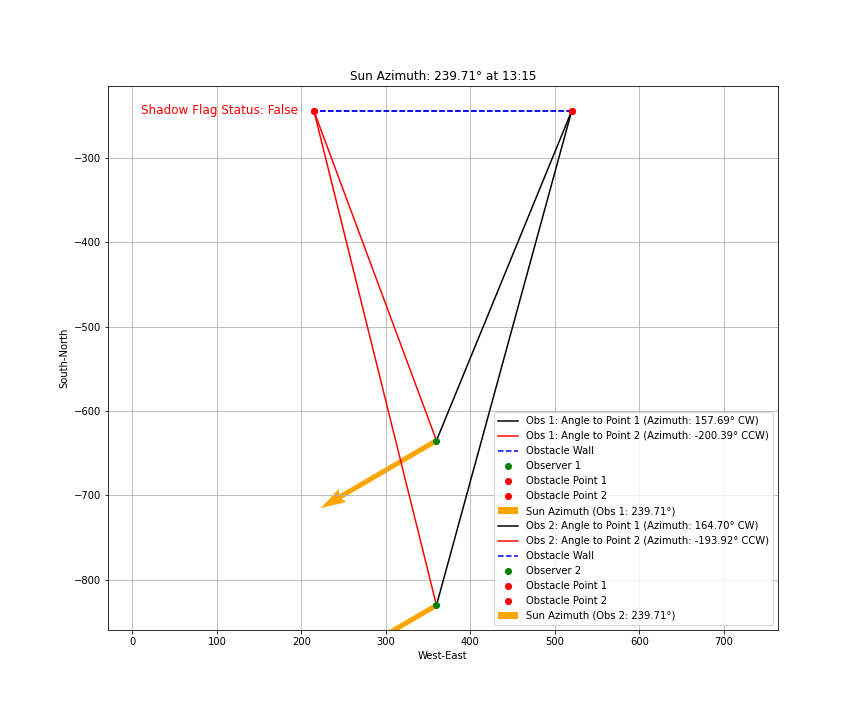 Sun Azimuth: 239.71° at 13:15
Shadow Flag Status: False
−300
−400
−500
−600
−700
−800
South-North
Obs 1: Angle to Point 1 (Azimuth: 157.69° CW)
Obs 1: Angle to Point 2 (Azimuth: -200.39° CCW)
Obstacle Wall
Observer 1
Obstacle Point 1
Obstacle Point 2
Sun Azimuth (Obs 1: 239.71°)
Obs 2: Angle to Point 1 (Azimuth: 164.70° CW)
Obs 2: Angle to Point 2 (Azimuth: -193.92° CCW)
Obstacle Wall
Observer 2
Obstacle Point 1
Obstacle Point 2
Sun Azimuth (Obs 2: 239.71°)
0 100 200 300 400 500 600 700
West-East